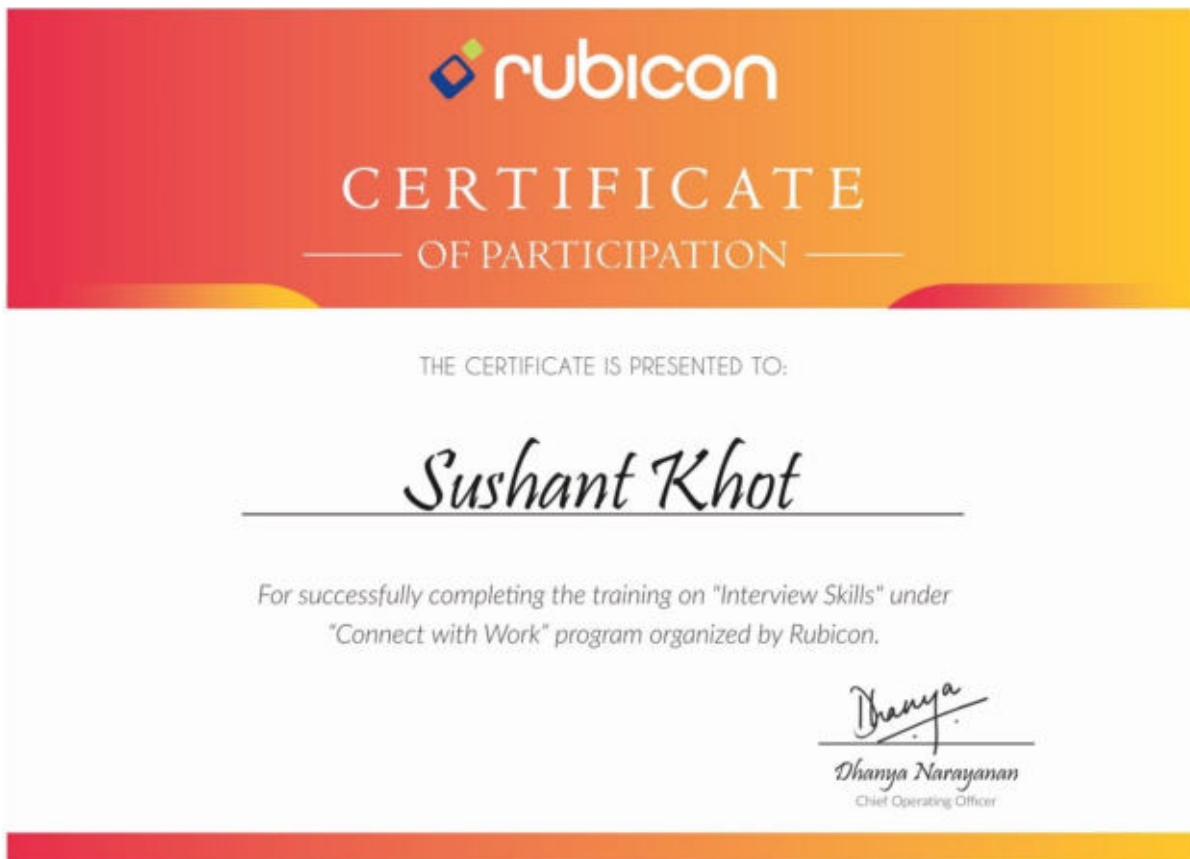 rubicon
CERTIFICATE
OF PARTICIPATION
THE CERTIFICATE IS PRESENTED TO:
Sushant Khot
For successfully completing the training on "Interview Skills" under
"Connect with Work" program organized by Rubicon.
Dhanya
Dhanya Narayanan
Chief Operating Officer